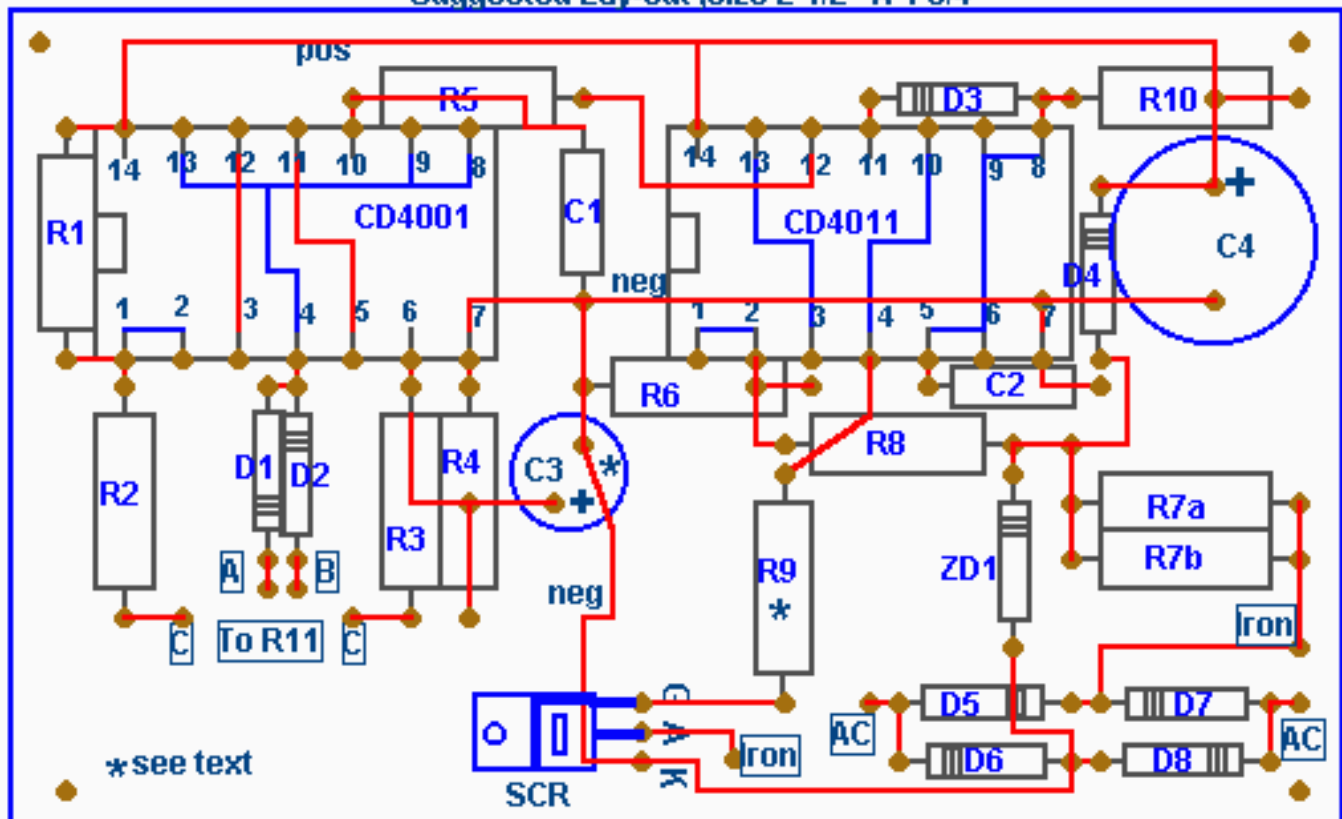 pos
R5
D3
R10
14 13 12 11 10 9 8
14 13 12 11 10 9 8
+
R1
CD4001
C1
CD4011
D4
C4
neg
1 2 3 4 5 6 7
1 2 3 4 5 6 7
R6
C2
R8
R2
D1
D2
R3
R4
C3
*
+
R7a
R7b
R9
*
ZD1
A
B
neg
C
To R11
C
Iron
G
A
K
D5
D7
AC
AC
Iron
D6
D8
*see text
SCR